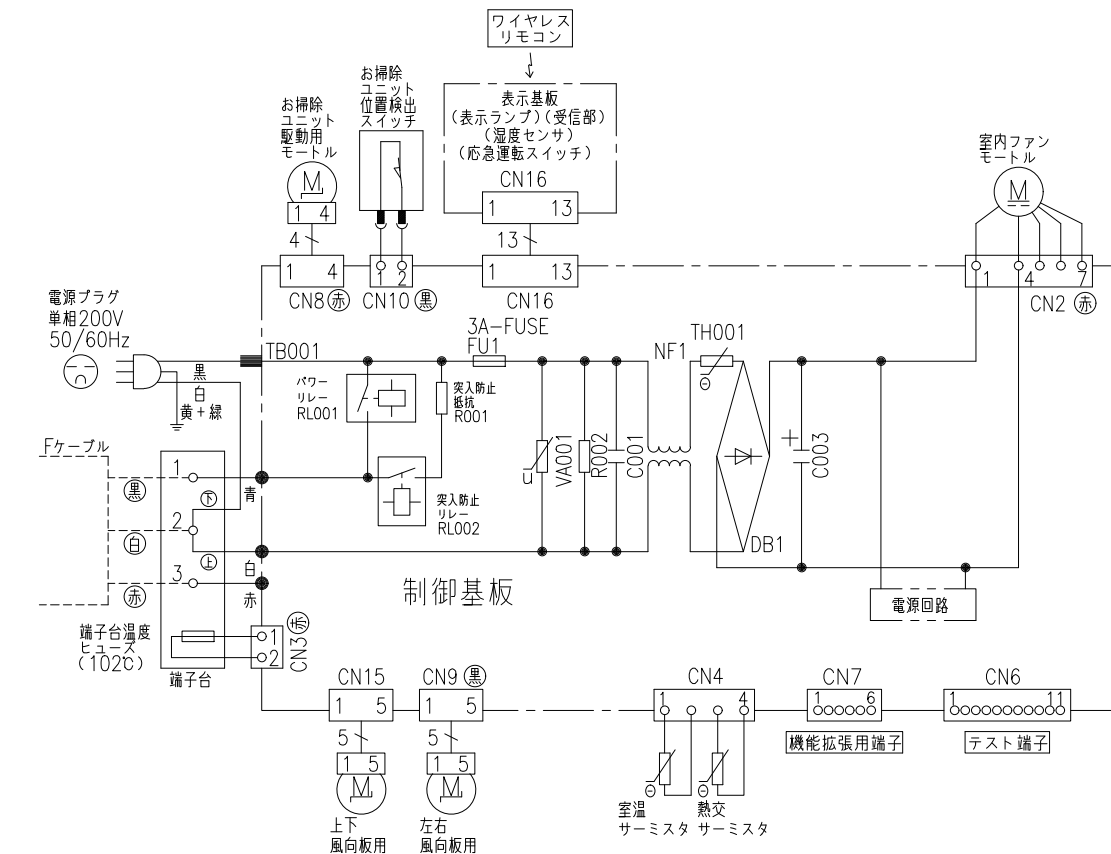 ワイヤレス
リモコン
お掃除
ユニット
駆動用
モートル
M
1 4
4
1 4
CN8 赤
お掃除
ユニット
位置検出
スイッチ
1 2
CN10 黒
表示基板
(表示ランプ)(受信部)
(湿度センサ)
(応急運転スイッチ)
CN16
1 13
13
1 13
CN16
室内ファン
モートル
M
1 4 7
CN2 赤
電源プラグ
単相200V
50/60Hz
黒
白
黄+緑
TB001
パワー
リレー
RL001
突入防止
抵抗
R001
突入防止
リレー
RL002
3A-FUSE
FU1
u
VA001
R002
C001
NF1
TH001
DB1
+
C003
電源回路
Fケーブル
黒
白
赤
1
下
2
上
3
青
白
赤
制御基板
端子台温度
ヒューズ
(102℃)
端子台
1
2
CN3 赤
CN15
1 5
5
1 5
M
上下
風向板用
CN9 黒
1 5
5
1 5
M
左右
風向板用
CN4
1 4
室温
サーミスタ
熱交
サーミスタ
CN7
1 6
機能拡張用端子
CN6
1 11
テスト端子